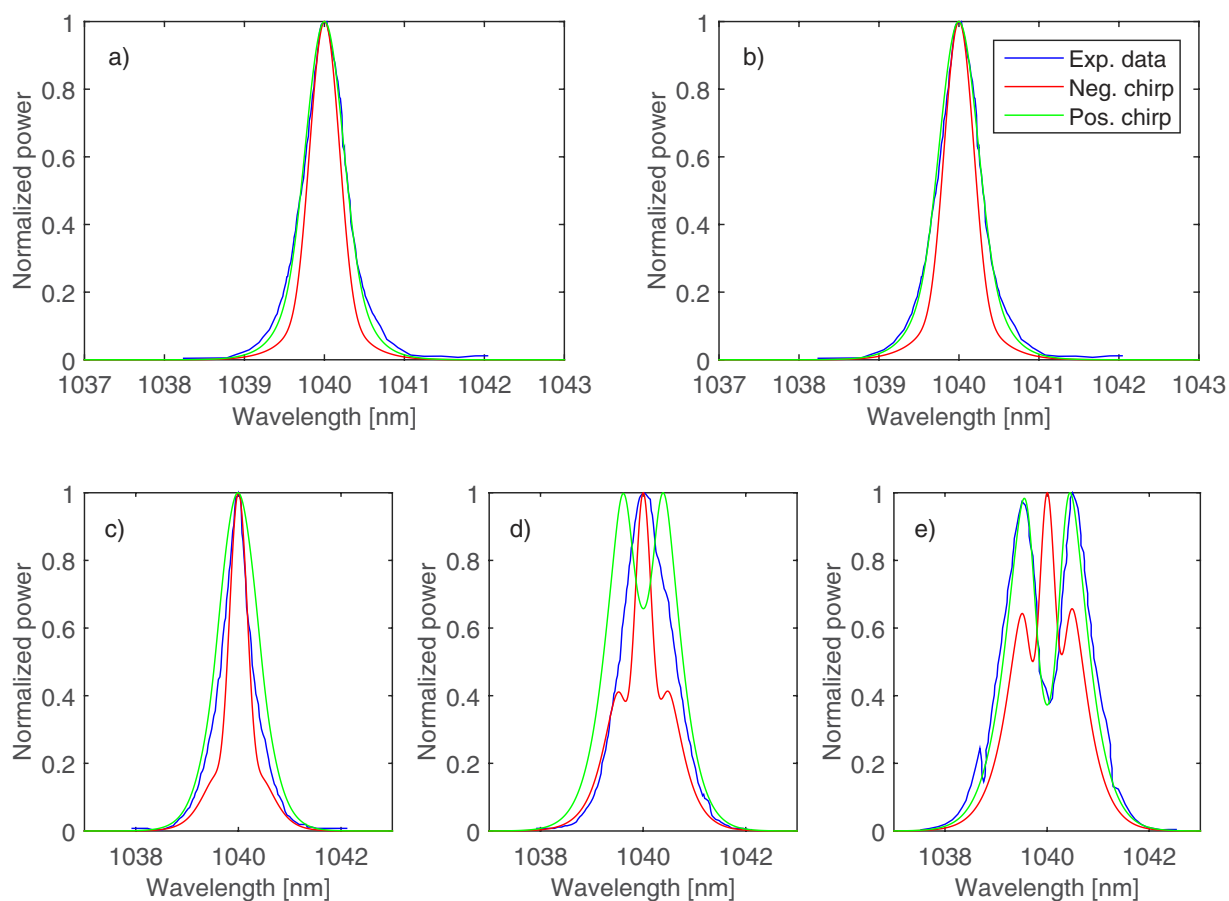 a)
1
0.8
0.6
0.4
0.2
0
Normalized power
1037 1038 1039 1040 1041 1042 1043
Wavelength [nm]
b)
1
0.8
0.6
0.4
0.2
0
Normalized power
1037 1038 1039 1040 1041 1042 1043
Wavelength [nm]
Exp. data
Neg. chirp
Pos. chirp
c)
1
0.8
0.6
0.4
0.2
0
Normalized power
1038 1040 1042
Wavelength [nm]
d)
1
0.8
0.6
0.4
0.2
0
Normalized power
1038 1040 1042
Wavelength [nm]
e)
1
0.8
0.6
0.4
0.2
0
Normalized power
1038 1040 1042
Wavelength [nm]